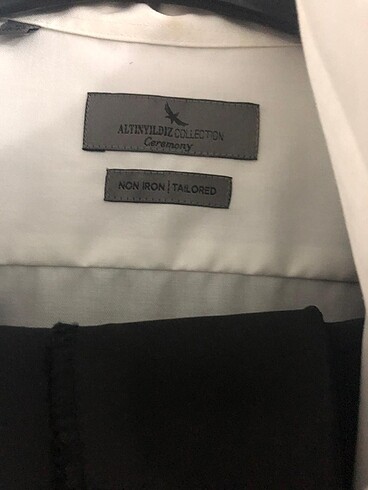 ALTINYILDIZ COLLECTION
Ceremony
NON IRON | TAILORED